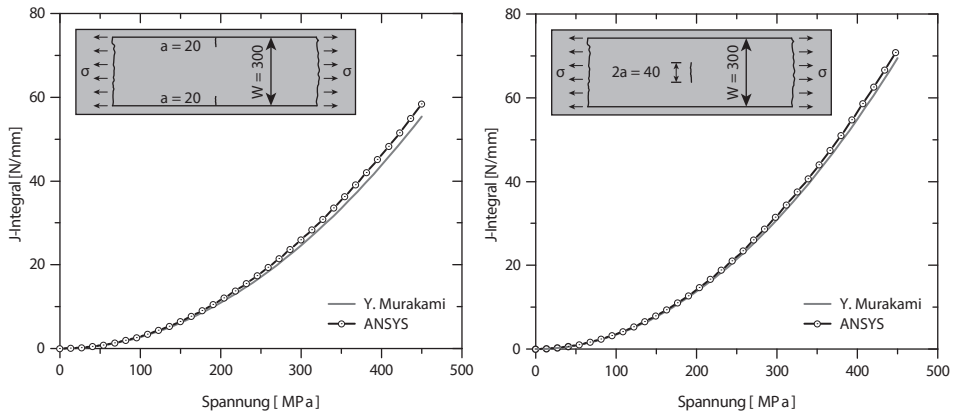 80
60
40
20
0
J-Integral [N/mm]
a = 20
a = 20
W = 300
σ
σ
Y. Murakami
ANSYS
0 100 200 300 400 500
Spannung [ MPa]
80
60
40
20
0
J-Integral [N/mm]
2a = 40
W = 300
σ
σ
Y. Murakami
ANSYS
0 100 200 300 400 500
Spannung [ MPa]